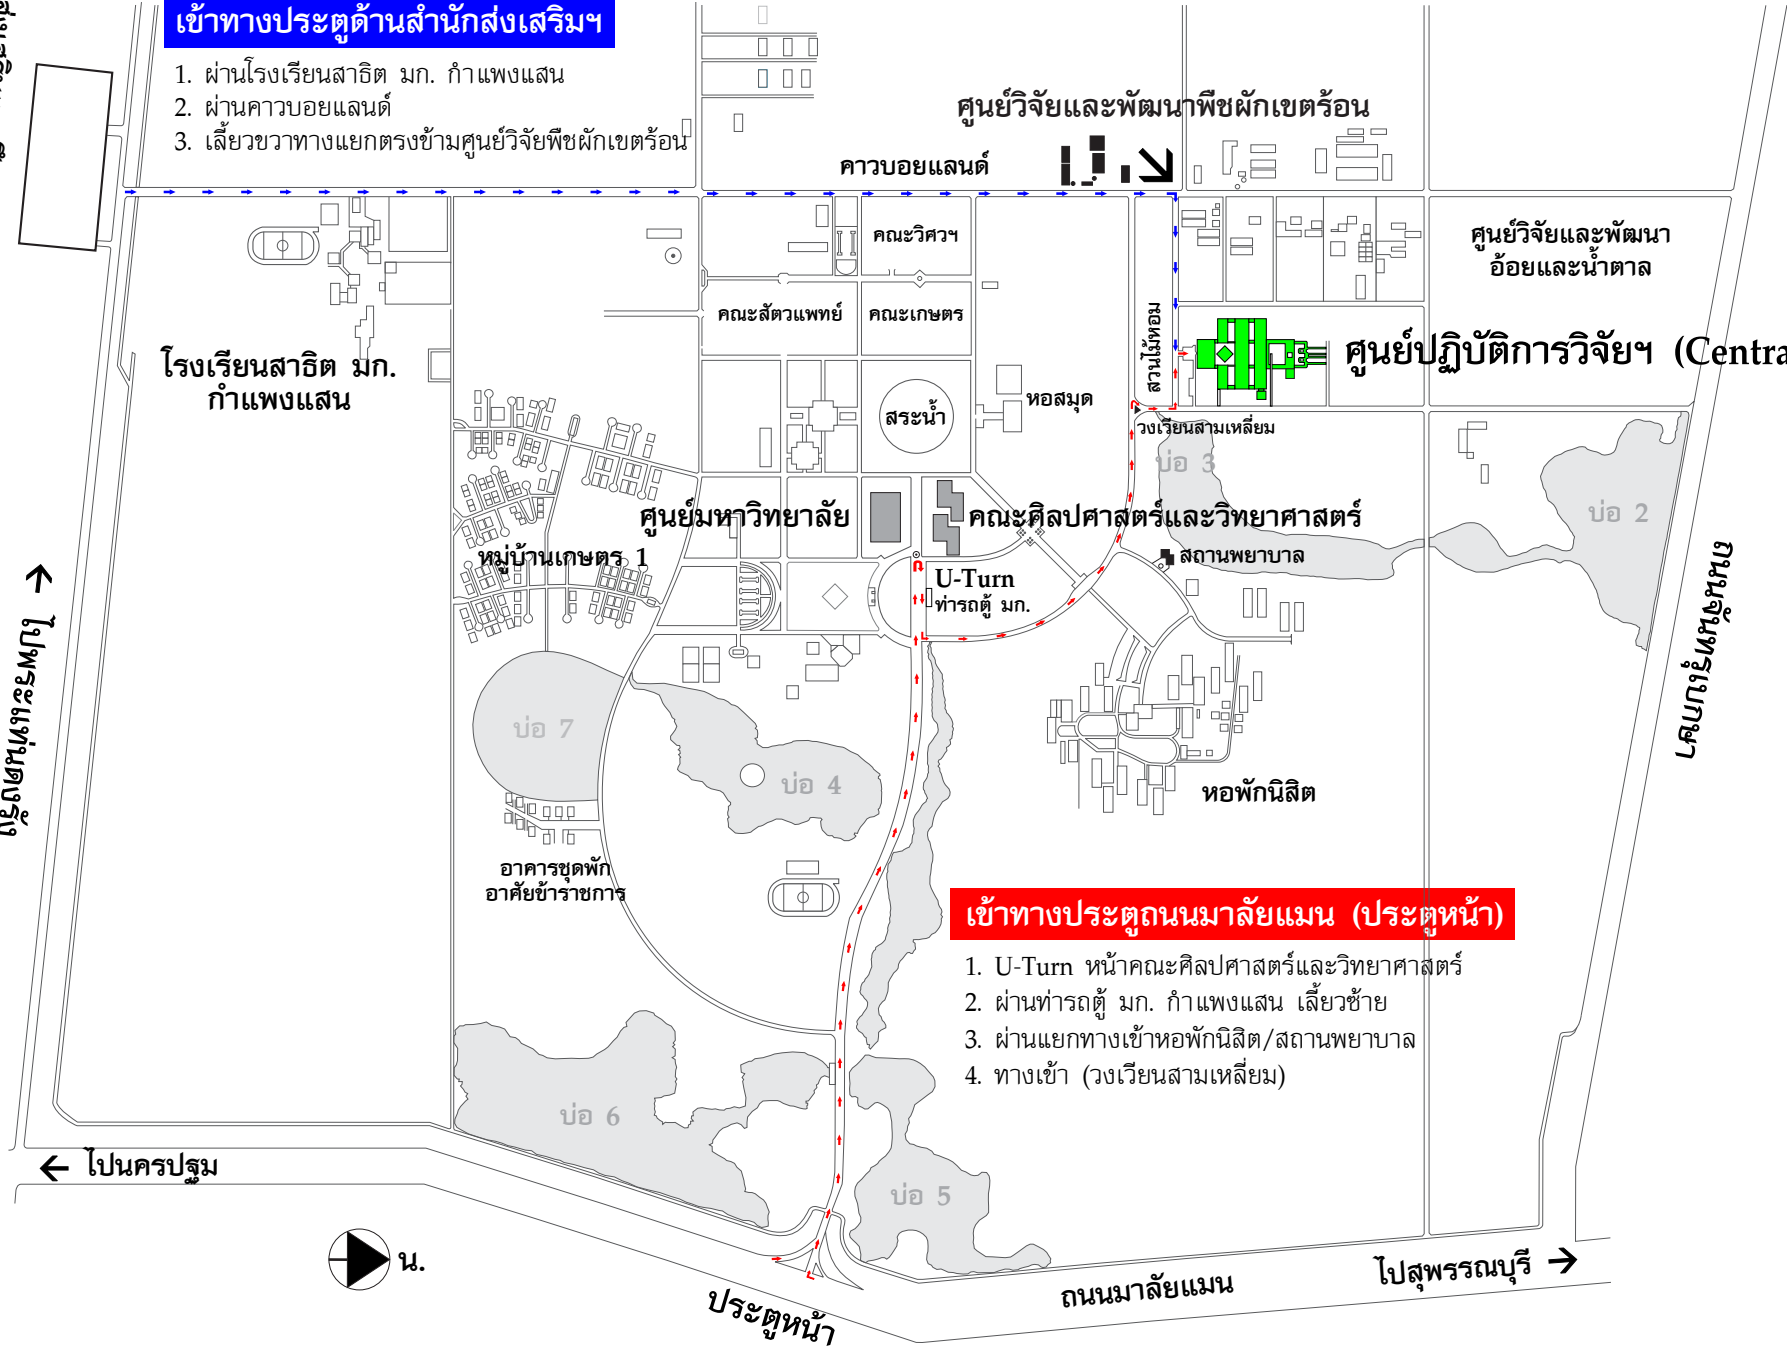 เข้าทางประตูด้านสำนักส่งเสริมฯ
1. ผ่านโรงเรียนสาธิต มก. กำแพงแสน
2. ผ่านคาวบอยแลนด์
3. เลี้ยวขวาทางแยกตรงข้ามศูนย์วิจัยพืชผักเขตร้อน
ศูนย์วิจัยและพัฒนาพืชผักเขตร้อน
คาวบอยแลนด์
คณะวิศวฯ
ศูนย์วิจัยและพัฒนา
อ้อยและน้ำตาล
คณะสัตวแพทย์
คณะเกษตร
สวนไม้หอม
ศูนย์ปฏิบัติการวิจัยฯ (Centra
โรงเรียนสาธิต มก.
กำแพงแสน
สระน้ำ
หอสมุด
วงเวียนสามเหลี่ยม
บ่อ 3
บ่อ 2
ศูนย์มหาวิทยาลัย
คณะศิลปศาสตร์และวิทยาศาสตร์
หมู่บ้านเกษตร 1
สถานพยาบาล
U-Turn
ท่ารถตู้ มก.
ถนนจันทรุเบกษา
ไปพระแท่นดงรัง
บ่อ 7
บ่อ 4
หอพักนิสิต
อาคารชุดพัก
อาศัยข้าราชการ
เข้าทางประตูถนนมาลัยแมน (ประตูหน้า)
1. U-Turn หน้าคณะศิลปศาสตร์และวิทยาศาสตร์
2. ผ่านท่ารถตู้ มก. กำแพงแสน เลี้ยวซ้าย
3. ผ่านแยกทางเข้าหอพักนิสิต/สถานพยาบาล
4. ทางเข้า (วงเวียนสามเหลี่ยม)
บ่อ 6
บ่อ 5
ไปนครปฐม
น.
ประตูหน้า
ถนนมาลัยแมน
ไปสุพรรณบุรี